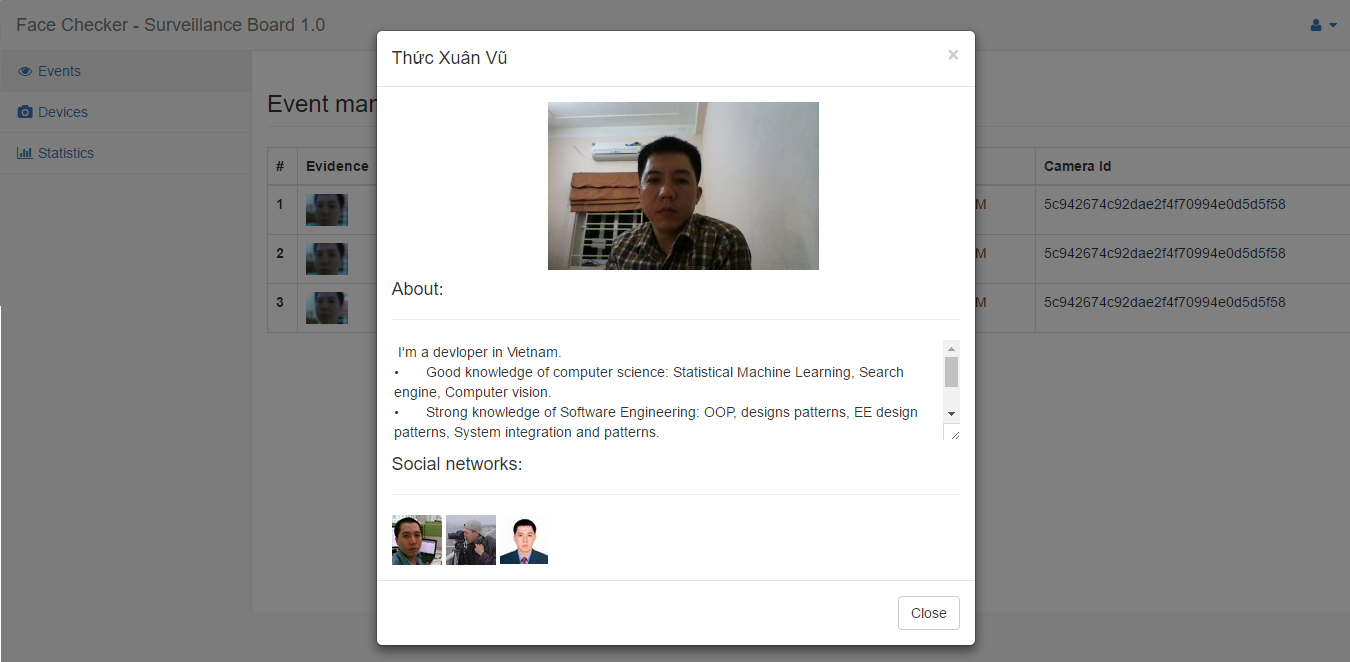 Face Checker - Surveillance Board 1.0
Events
Devices
Statistics
Event mar
# Evidence Camera Id
1 M 5c942674c92dae2f4f70994e0d5d5f58
2 M 5c942674c92dae2f4f70994e0d5d5f58
3 M 5c942674c92dae2f4f70994e0d5d5f58
Thức Xuân Vũ ×
About:
I'm a devloper in Vietnam.
• Good knowledge of computer science: Statistical Machine Learning, Search
engine, Computer vision.
• Strong knowledge of Software Engineering: OOP, designs patterns, EE design
patterns, System integration and patterns.
Social networks:
Close